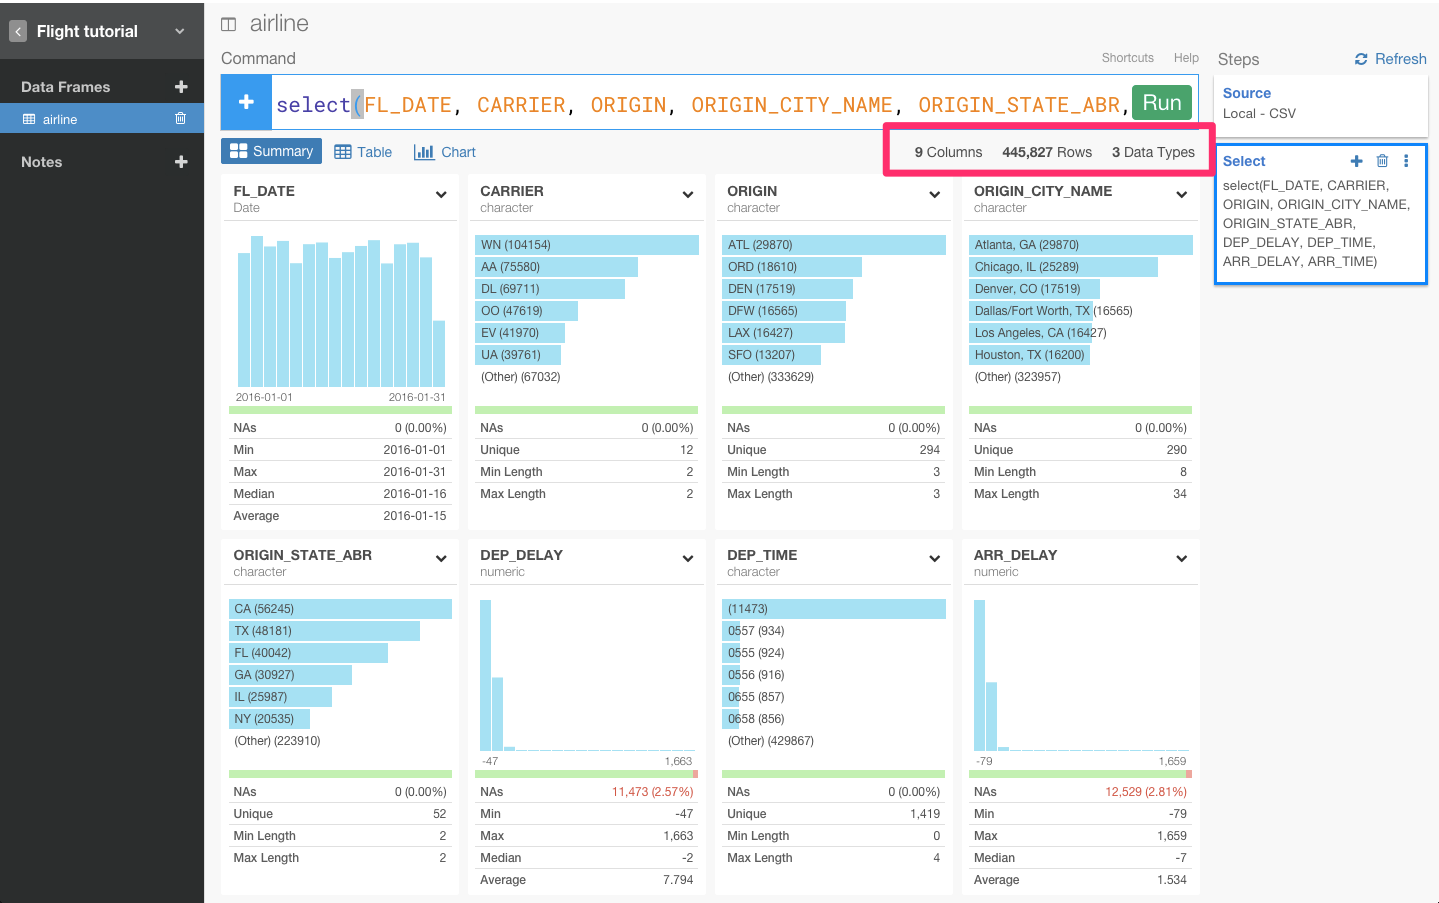 Flight tutorial
Data Frames
airline
Notes
airline
Command
Shortcuts Help
select(FL_DATE, CARRIER, ORIGIN, ORIGIN_CITY_NAME, ORIGIN_STATE_ABR,
Run
Summary Table Chart
9 Columns 445,827 Rows 3 Data Types
FL_DATE
Date
2016-01-01 2016-01-31
NAs 0 (0.00%)
Min 2016-01-01
Max 2016-01-31
Median 2016-01-16
Average 2016-01-15
CARRIER
character
WN (104154)
AA (75580)
DL (69711)
OO (47619)
EV (41970)
UA (39761)
(Other) (67032)
NAs 0 (0.00%)
Unique 12
Min Length 2
Max Length 2
ORIGIN
character
ATL (29870)
ORD (18610)
DEN (17519)
DFW (16565)
LAX (16427)
SFO (13207)
(Other) (333629)
NAs 0 (0.00%)
Unique 294
Min Length 3
Max Length 3
ORIGIN_CITY_NAME
character
Atlanta, GA (29870)
Chicago, IL (25289)
Denver, CO (17519)
Dallas/Fort Worth, TX (16565)
Los Angeles, CA (16427)
Houston, TX (16200)
(Other) (323957)
NAs 0 (0.00%)
Unique 290
Min Length 8
Max Length 34
ORIGIN_STATE_ABR
character
CA (56245)
TX (48181)
FL (40042)
GA (30927)
IL (25987)
NY (20535)
(Other) (223910)
NAs 0 (0.00%)
Unique 52
Min Length 2
Max Length 2
DEP_DELAY
numeric
-47 1,663
NAs 11,473 (2.57%)
Min -47
Max 1,663
Median -2
Average 7.794
DEP_TIME
character
(11473)
0557 (934)
0555 (924)
0556 (916)
0655 (857)
0658 (856)
(Other) (429867)
NAs 0 (0.00%)
Unique 1,419
Min Length 0
Max Length 4
ARR_DELAY
numeric
-79 1,659
NAs 12,529 (2.81%)
Min -79
Max 1,659
Median -7
Average 1.534
Steps Refresh
Source
Local - CSV
Select
select(FL_DATE, CARRIER,
ORIGIN, ORIGIN_CITY_NAME,
ORIGIN_STATE_ABR,
DEP_DELAY, DEP_TIME,
ARR_DELAY, ARR_TIME)